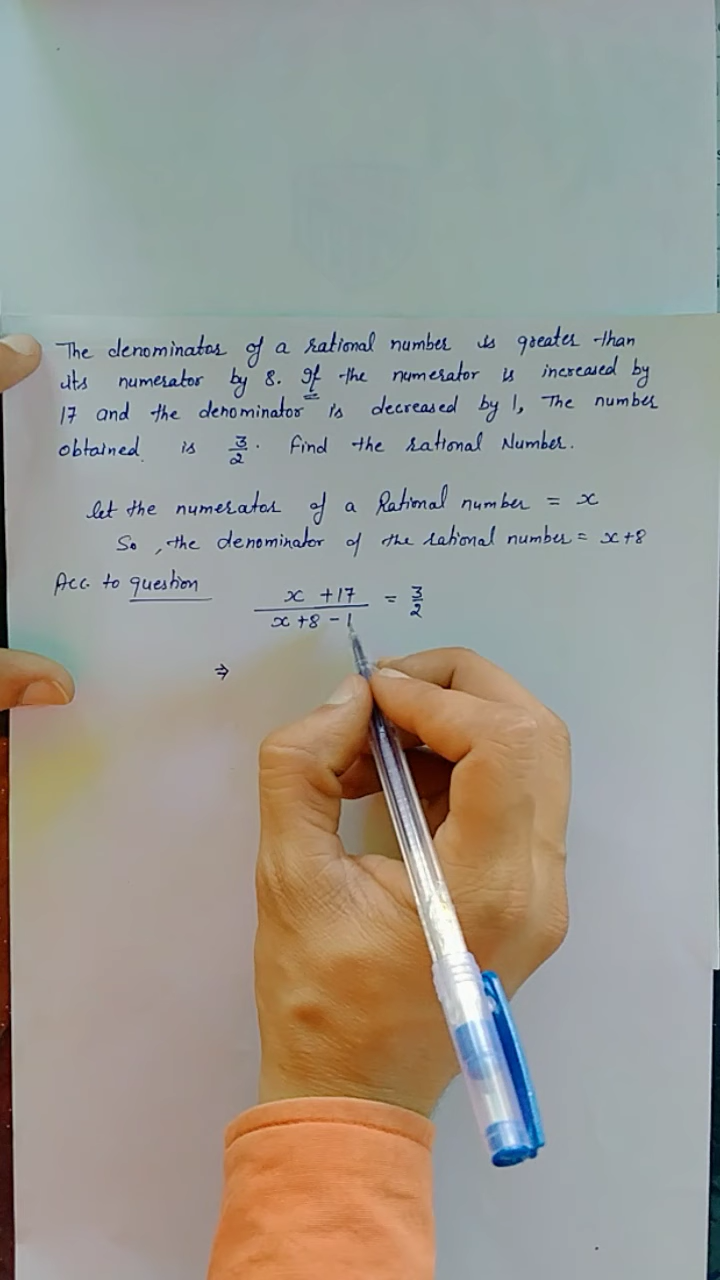 The denominator of a rational number is greater than
its numerator by 8. If the numerator is increased by
17 and the denominator is decreased by 1, The number
obtained is 3/2. Find the rational Number.
let the numerator of a Rational number = x
So, the denominator of the rational number = x+8
Acc. to question
x +17 / x +8 -1 = 3/2
⇒